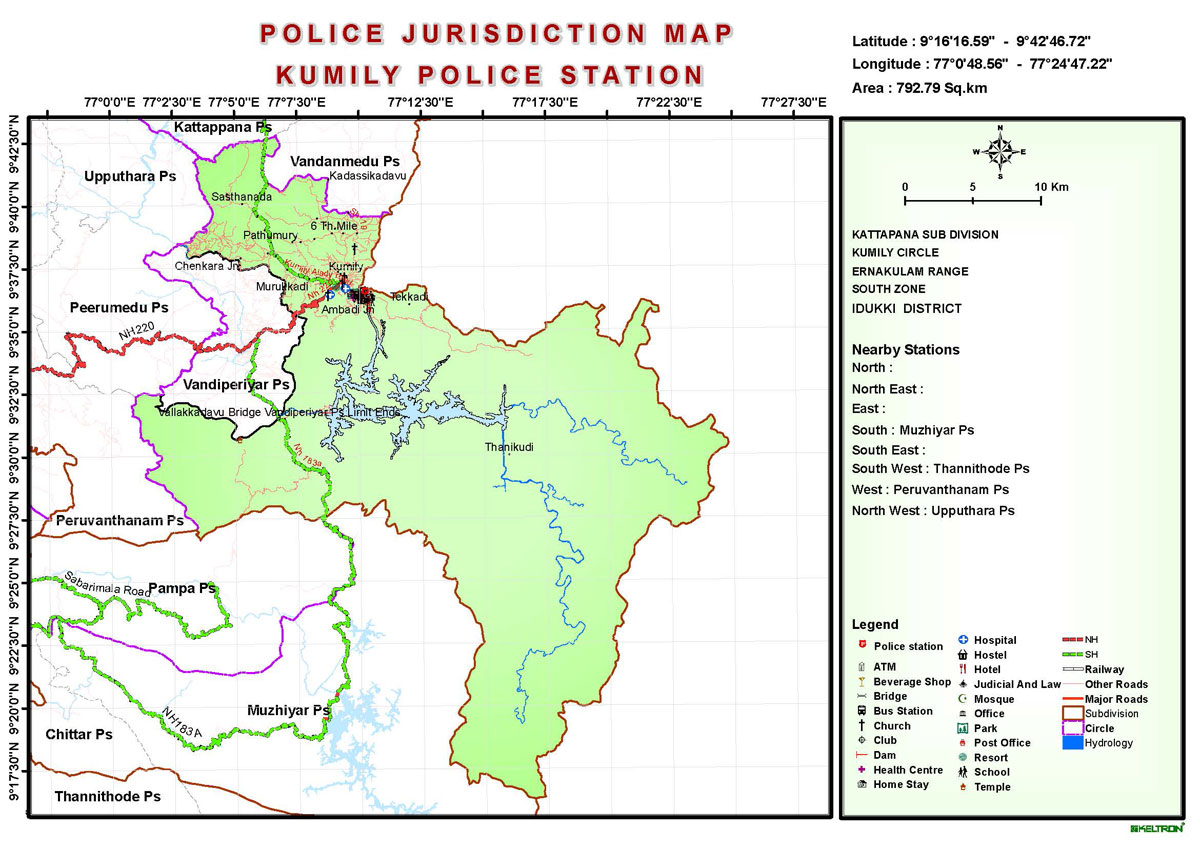 POLICE JURISDICTION MAP
KUMILY POLICE STATION
Latitude : 9°16'16.59" - 9°42'46.72"
Longitude : 77°0'48.56" - 77°24'47.22"
Area : 792.79 Sq.km
77°0'0"E 77°2'30"E 77°5'0"E 77°7'30"E 77°12'30"E 77°17'30"E 77°22'30"E 77°27'30"E
9°42'30"N
9°40'0"N
9°37'30"N
9°35'0"N
9°32'30"N
9°30'0"N
9°27'30"N
9°25'0"N
9°22'30"N
9°20'0"N
9°17'30"N
Kattappana Ps
Vandanmedu Ps
Kadassikadavu
Upputhara Ps
Sasthanada
6 Th.Mile
Pathumury
Chenkara Jn
Kumity
Murukkadi
Tekkadi
Ambadi Jn
Peerumedu Ps
NH220
Vandiperiyar Ps
Vallakkadavu Bridge Vandiperiyar Ps Limit Ends
Thanikudi
Nh 183a
Peruvanthanam Ps
Sabarimala Road
Pampa Ps
Muzhiyar Ps
NH183A
Chittar Ps
Thannithode Ps
N
W E
S
0 5 10 Km
KATTAPANA SUB DIVISION
KUMILY CIRCLE
ERNAKULAM RANGE
SOUTH ZONE
IDUKKI DISTRICT
Nearby Stations
North :
North East :
East :
South : Muzhiyar Ps
South East :
South West : Thannithode Ps
West : Peruvanthanam Ps
North West : Upputhara Ps
Legend
Police station
ATM
Beverage Shop
Bridge
Bus Station
Church
Club
Dam
Health Centre
Home Stay
Hospital
Hostel
Hotel
Judicial And Law
Mosque
Office
Park
Post Office
Resort
School
Temple
NH
SH
Railway
Other Roads
Major Roads
Subdivision
Circle
Hydrology
KELTRON